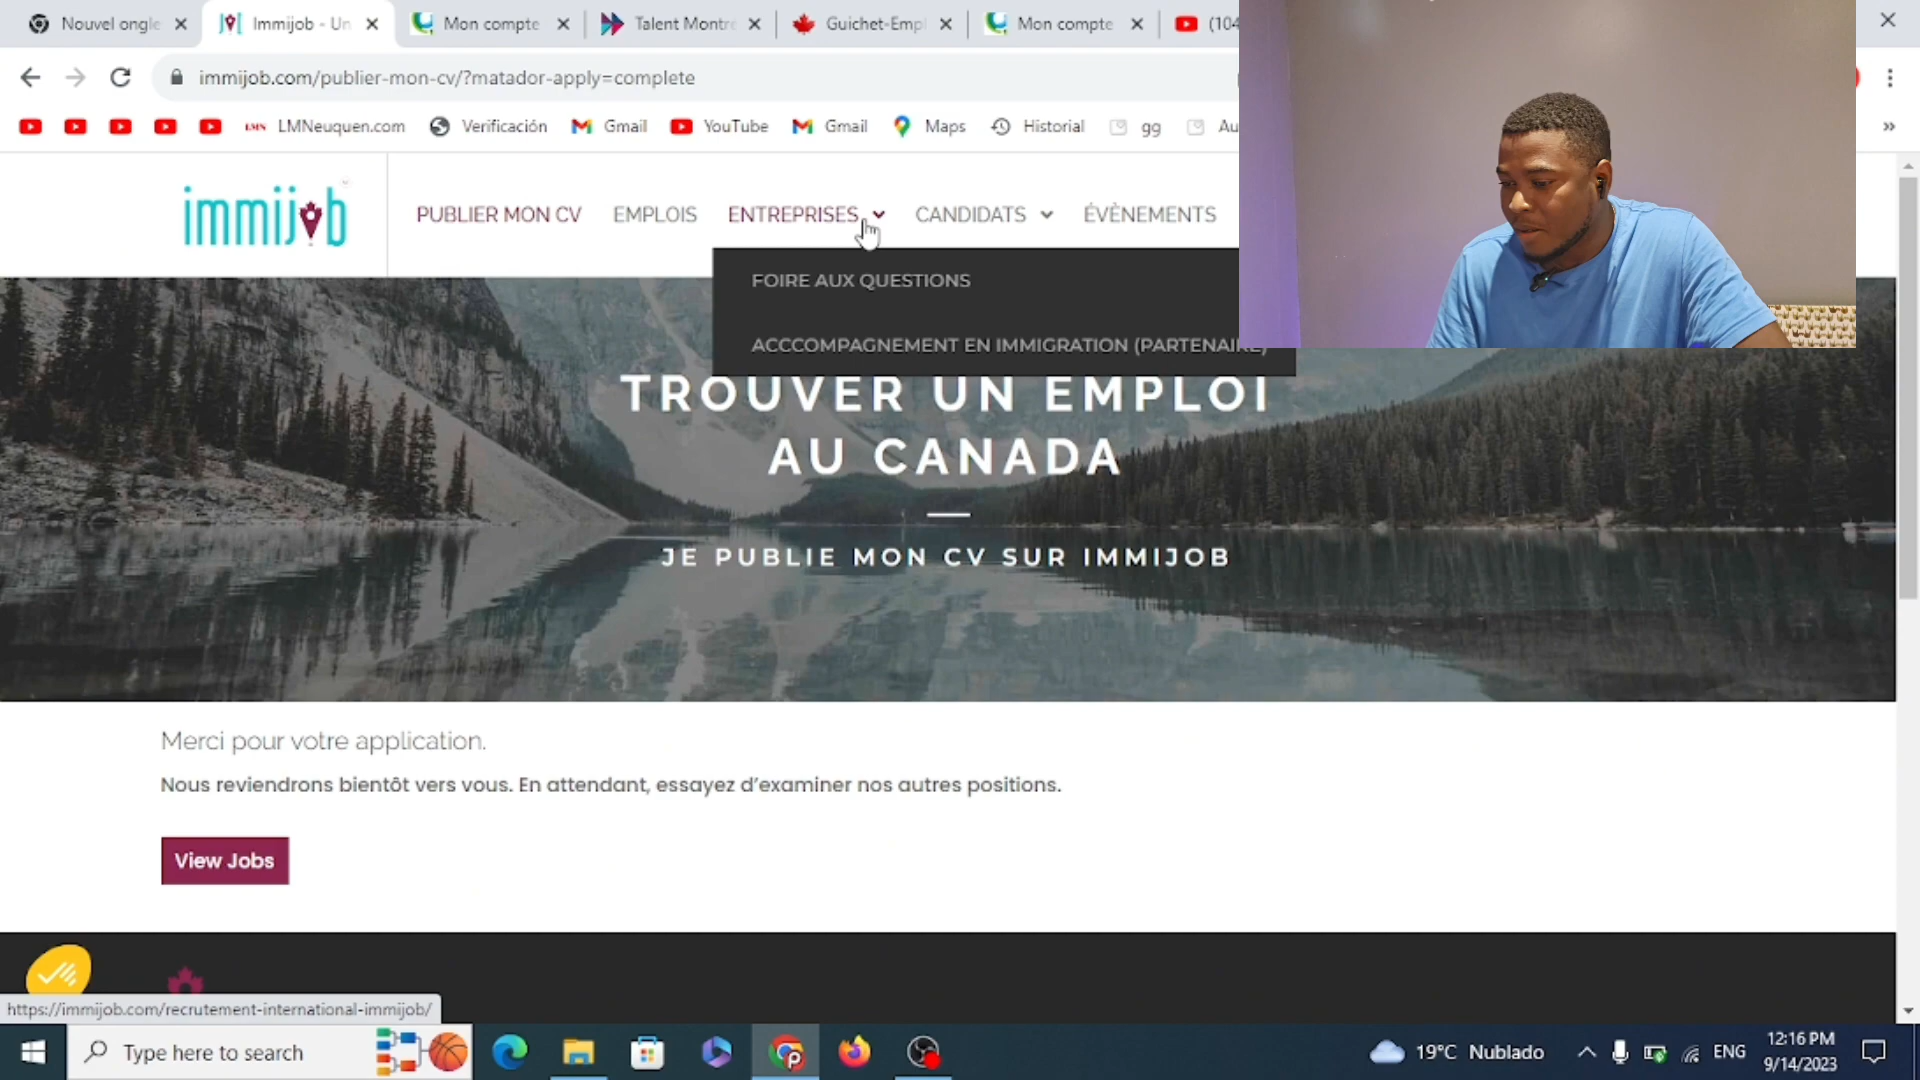 Nouvel ongle
Immijob - Un
Mon compte
Talent Montr
Guichet-Empl
Mon compte
(104
immijob.com/publier-mon-cv/?matador-apply=complete
LMN
LMNeuquen.com
Verificación
Gmail
YouTube
Gmail
Maps
Historial
gg
Au
»
immijob
PUBLIER MON CV
EMPLOIS
ENTREPRISES
CANDIDATS
ÉVÈNEMENTS
FOIRE AUX QUESTIONS
ACCCOMPAGNEMENT EN IMMIGRATION (PARTENAIRE)
TROUVER UN EMPLOI
AU CANADA
JE PUBLIE MON CV SUR IMMIJOB
Merci pour votre application.
Nous reviendrons bientôt vers vous. En attendant, essayez d’examiner nos autres positions.
View Jobs
https://immijob.com/recrutement-international-immijob/
Type here to search
19°C Nublado
ENG
12:16 PM
9/14/2023